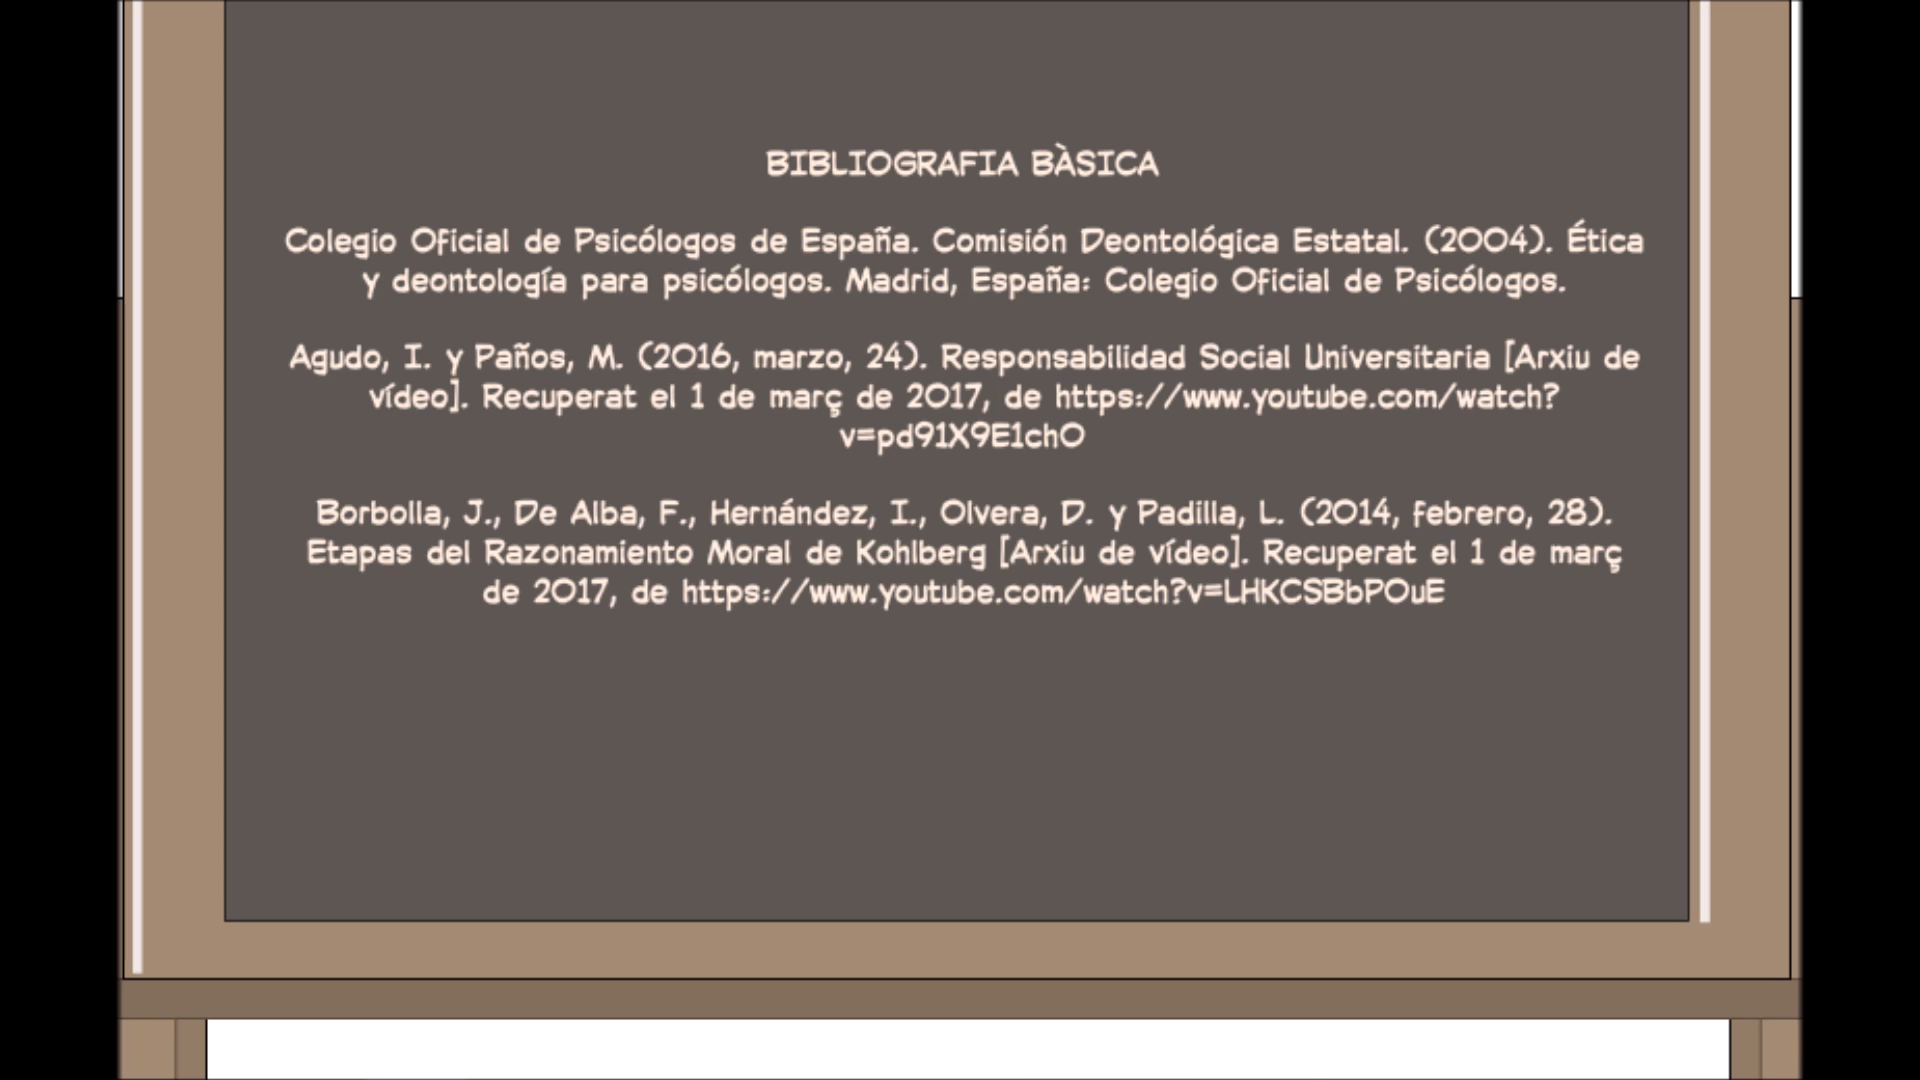 BIBLIOGRAFIA BÀSICA
Colegio Oficial de Psicólogos de España. Comisión Deontológica Estatal. (2004). Ética
y deontología para psicólogos. Madrid, España: Colegio Oficial de Psicólogos.
Agudo, I. y Paños, M. (2016, marzo, 24). Responsabilidad Social Universitaria [Arxiu de
vídeo]. Recuperat el 1 de març de 2017, de https://www.youtube.com/watch?
v=pd91X9E1chO
Borbolla, J., De Alba, F., Hernández, I., Olvera, D. y Padilla, L. (2014, febrero, 28).
Etapas del Razonamiento Moral de Kohlberg [Arxiu de vídeo]. Recuperat el 1 de març
de 2017, de https://www.youtube.com/watch?v=LHKCSBbPOuE